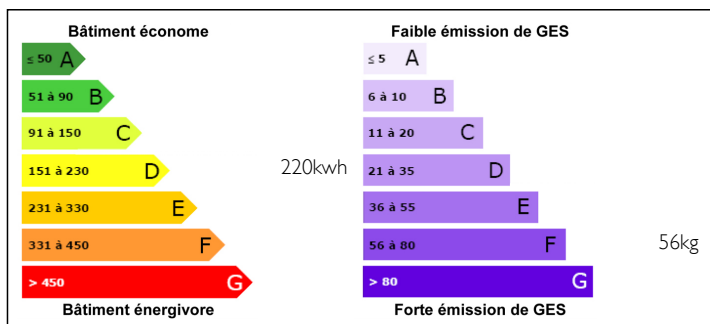 Bâtiment économe
≤ 50 A
51 à 90 B
91 à 150 C
151 à 230 D
220kwh
231 à 330 E
331 à 450 F
> 450 G
Bâtiment énergivore
Faible émission de GES
≤ 5 A
6 à 10 B
11 à 20 C
21 à 35 D
36 à 55 E
56 à 80 F
56kg
> 80 G
Forte émission de GES